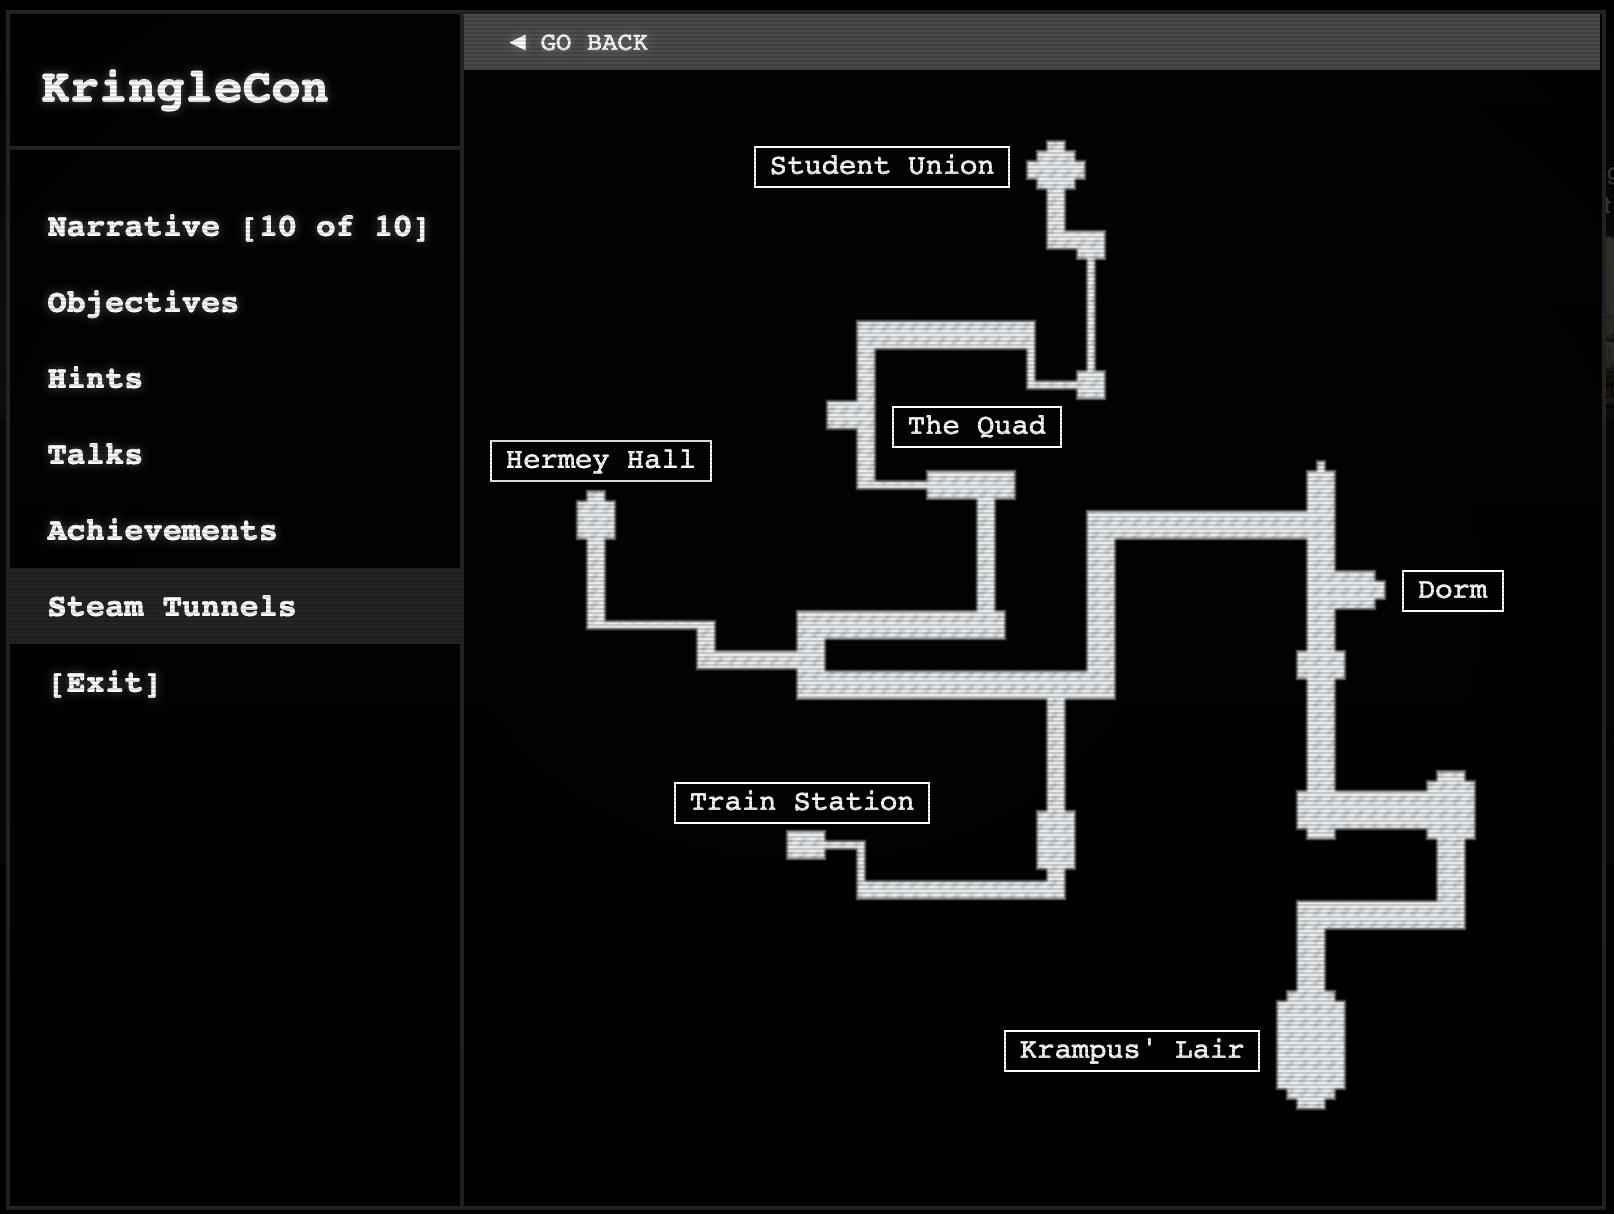 KringleCon
Narrative [10 of 10]
Objectives
Hints
Talks
Achievements
Steam Tunnels
[Exit]
◄ GO BACK
Student Union
The Quad
Hermey Hall
Dorm
Train Station
Krampus' Lair